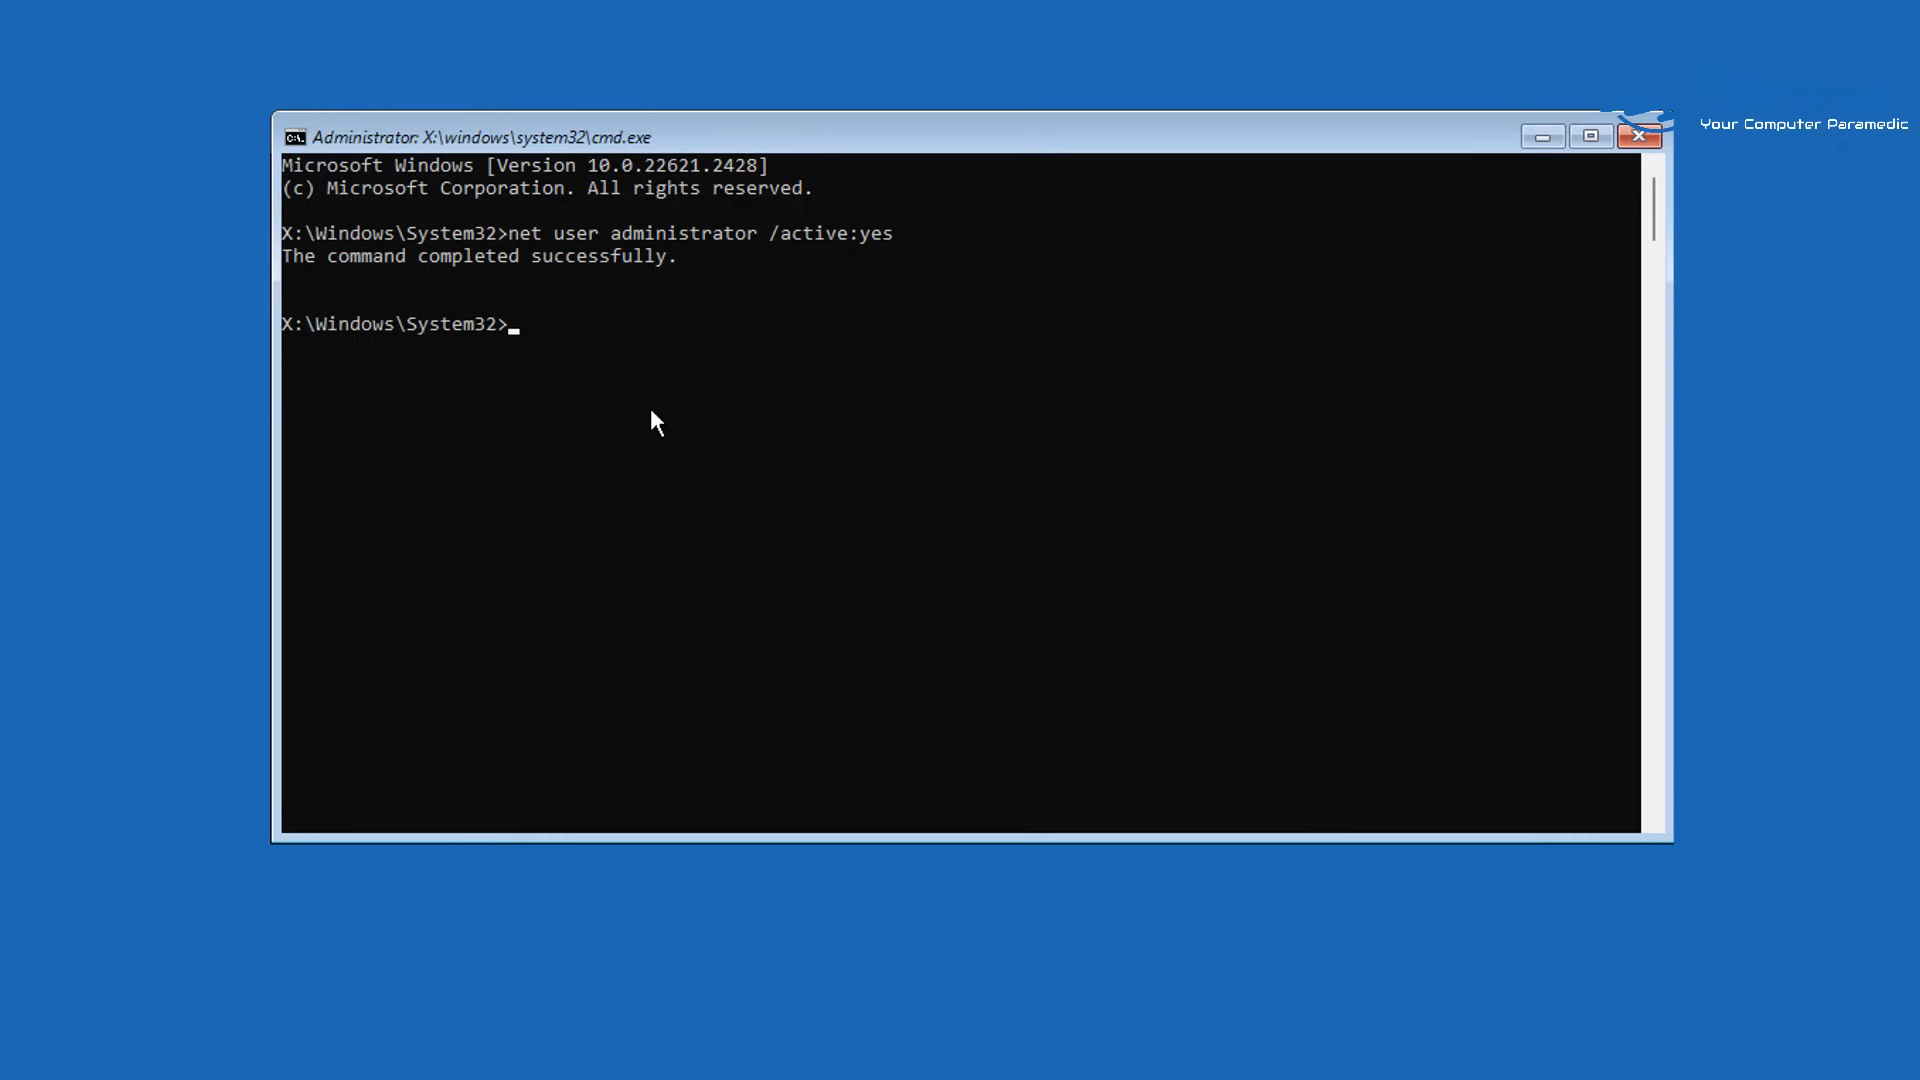 Administrator: X:\windows\system32\cmd.exe
Your Computer Paramedic
Microsoft Windows [Version 10.0.22621.2428]
(c) Microsoft Corporation. All rights reserved.
X:\Windows\System32>net user administrator /active:yes
The command completed successfully.
X:\Windows\System32>